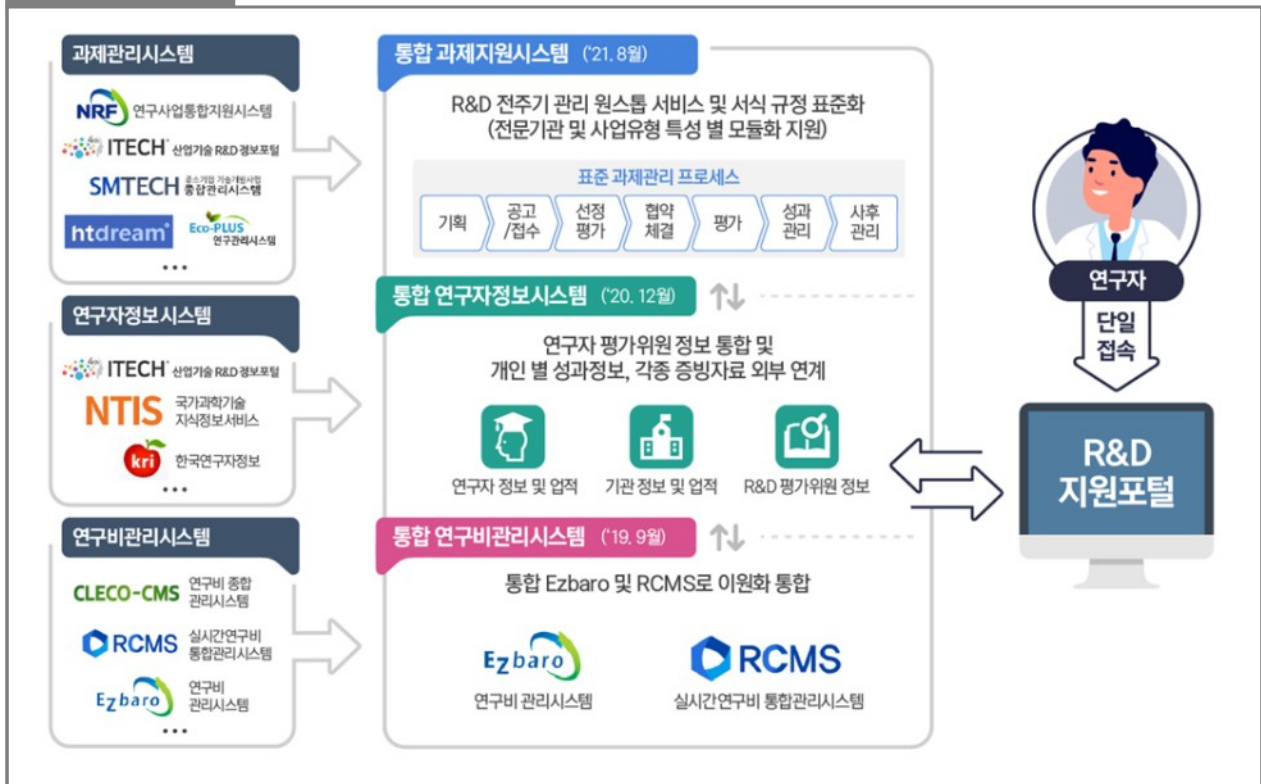 과제관리시스템
NRF 연구사업통합지원시스템
ITECH 산업기술 R&D 정보포털
SMTECH 중소기업 기술개발사업
종합관리시스템
htdream
Eco-PLUS
연구관리시스템
•••
연구자정보시스템
ITECH 산업기술 R&D 정보포털
NTIS 국가과학기술
지식정보서비스
kri 한국연구자정보
•••
연구비관리시스템
CLECO-CMS 연구비 종합
관리시스템
RCMS 실시간연구비
통합관리시스템
Ezbaro 연구비
관리시스템
•••
통합 과제지원시스템 ('21. 8월)
R&D 전주기 관리 원스톱 서비스 및 서식 규정 표준화
(전문기관 및 사업유형 특성 별 모듈화 지원)
표준 과제관리 프로세스
기획
공고
/접수
선정
평가
협약
체결
평가
성과
관리
사후
관리
통합 연구자정보시스템 ('20. 12월)
연구자 평가위원 정보 통합 및
개인 별 성과정보, 각종 증빙자료 외부 연계
연구자 정보 및 업적
기관 정보 및 업적
R&D 평가위원 정보
통합 연구비관리시스템 ('19. 9월)
통합 Ezbaro 및 RCMS로 이원화 통합
Ezbaro
연구비 관리시스템
RCMS
실시간연구비 통합관리시스템
연구자
단일
접속
R&D
지원포털